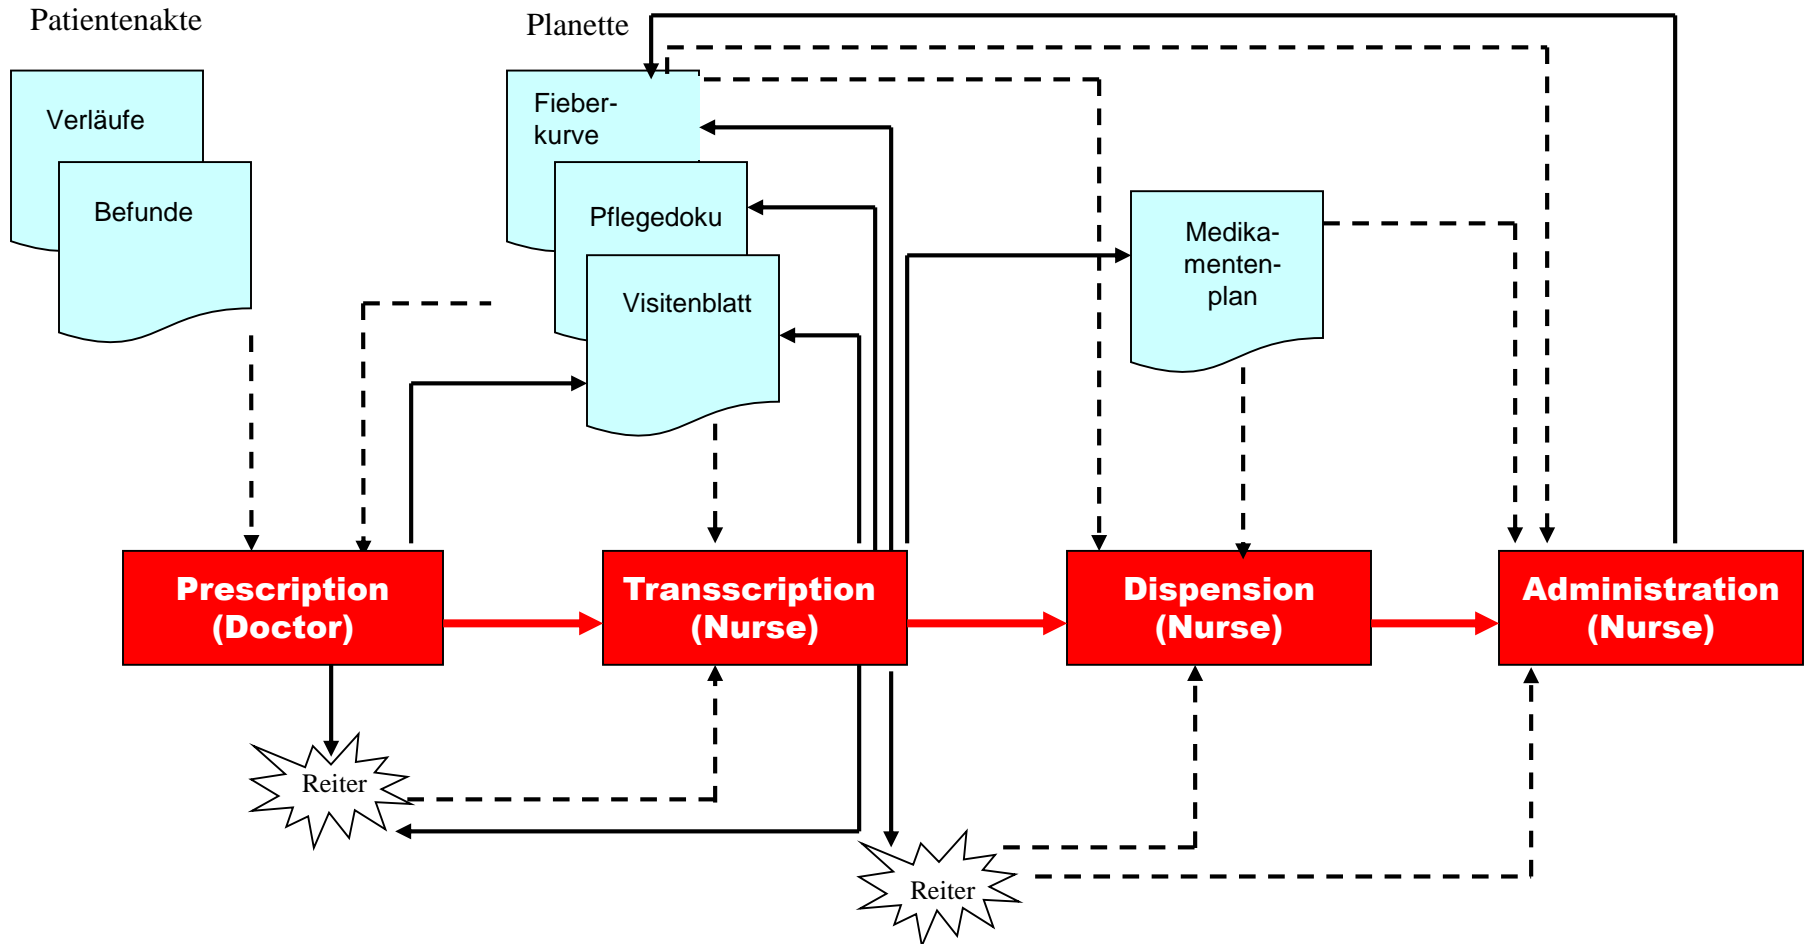 Patientenakte
Planette
Verläufe
Befunde
Fieber-
kurve
Pflegedoku
Visitenblatt
Medika-
menten-
plan
Prescription
(Doctor)
Transscription
(Nurse)
Dispension
(Nurse)
Administration
(Nurse)
Reiter
Reiter